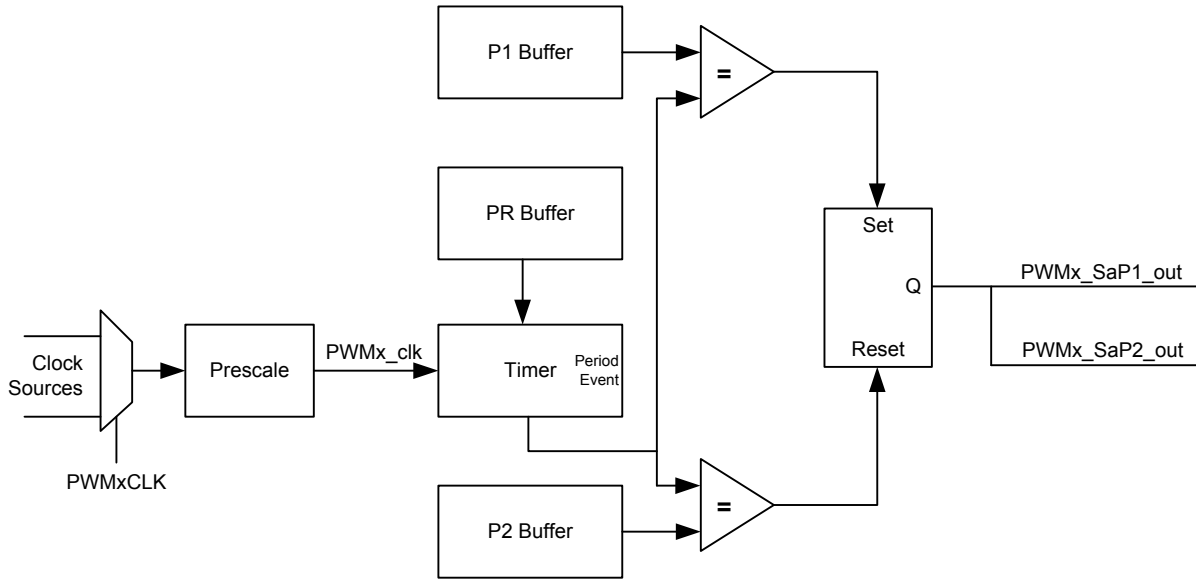 P1 Buffer
=
PR Buffer
Set
Q
Reset
PWMx_SaP1_out
PWMx_SaP2_out
Clock
Sources
Prescale
PWMx_clk
Timer
Period
Event
PWMxCLK
P2 Buffer
=